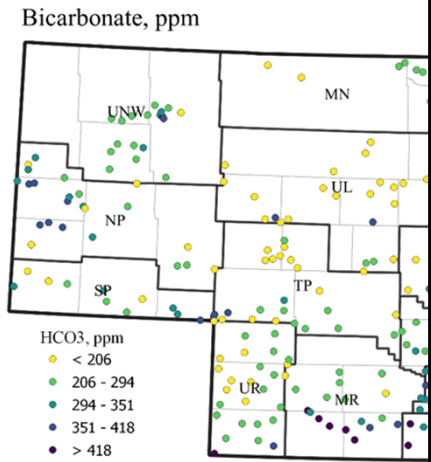 Bicarbonate, ppm
MN
UNW
UL
NP
TP
SP
UR
MR
HCO3, ppm
< 206
206 - 294
294 - 351
351 - 418
> 418